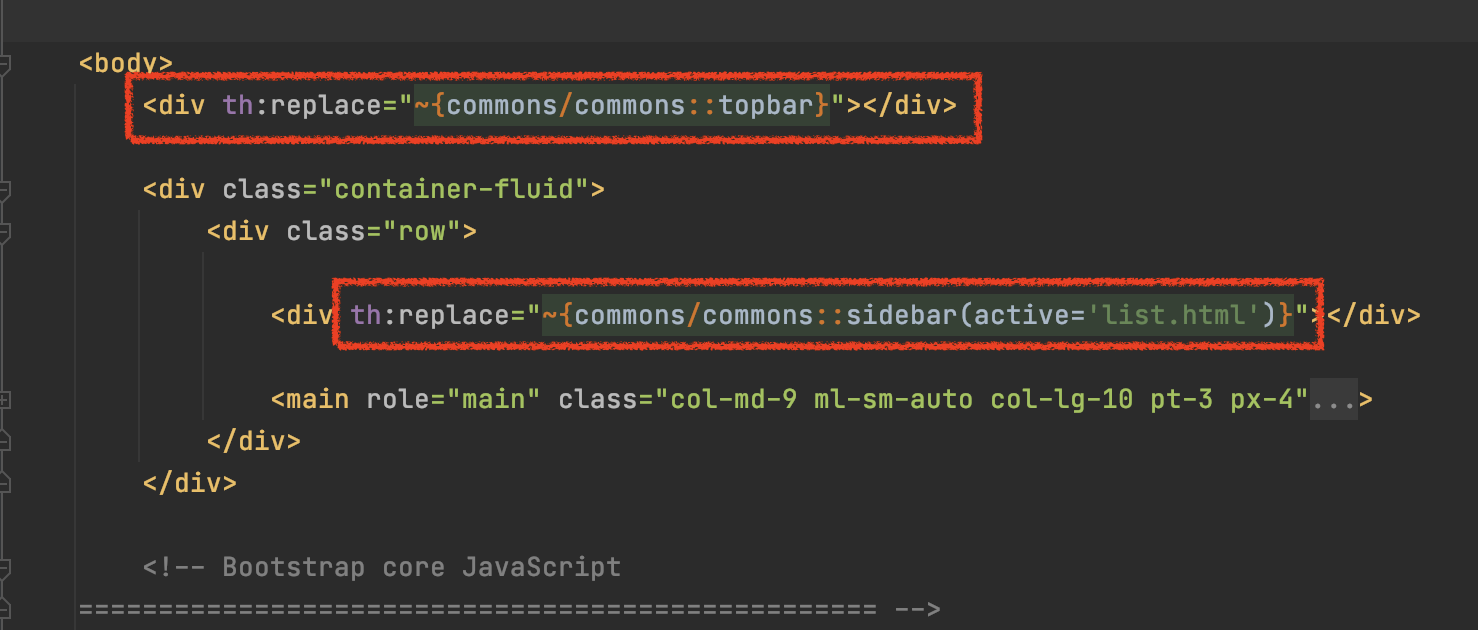 <body>
<div th:replace="~{commons/commons::topbar}"></div>
<div class="container-fluid">
<div class="row">
<div th:replace="~{commons/commons::sidebar(active='list.html')}"></div>
<main role="main" class="col-md-9 ml-sm-auto col-lg-10 pt-3 px-4"...>
</div>
</div>
<!-- Bootstrap core JavaScript
================================================== -->